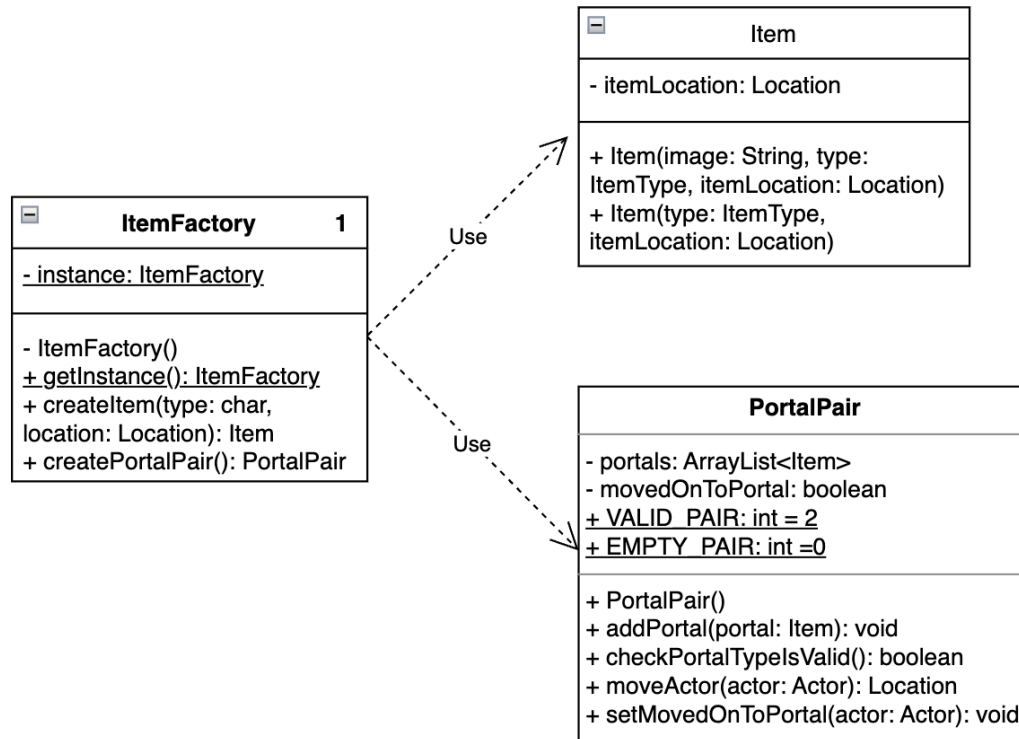 Item
- itemLocation: Location
+ Item(image: String, type:
ItemType, itemLocation: Location)
+ Item(type: ItemType,
itemLocation: Location)
ItemFactory 1
- instance: ItemFactory
- ItemFactory()
+ getInstance(): ItemFactory
+ createItem(type: char,
location: Location): Item
+ createPortalPair(): PortalPair
Use
Use
PortalPair
- portals: ArrayList<Item>
- movedOnToPortal: boolean
+ VALID_PAIR: int = 2
+ EMPTY_PAIR: int =0
+ PortalPair()
+ addPortal(portal: Item): void
+ checkPortalTypeIsValid(): boolean
+ moveActor(actor: Actor): Location
+ setMovedOnToPortal(actor: Actor): void